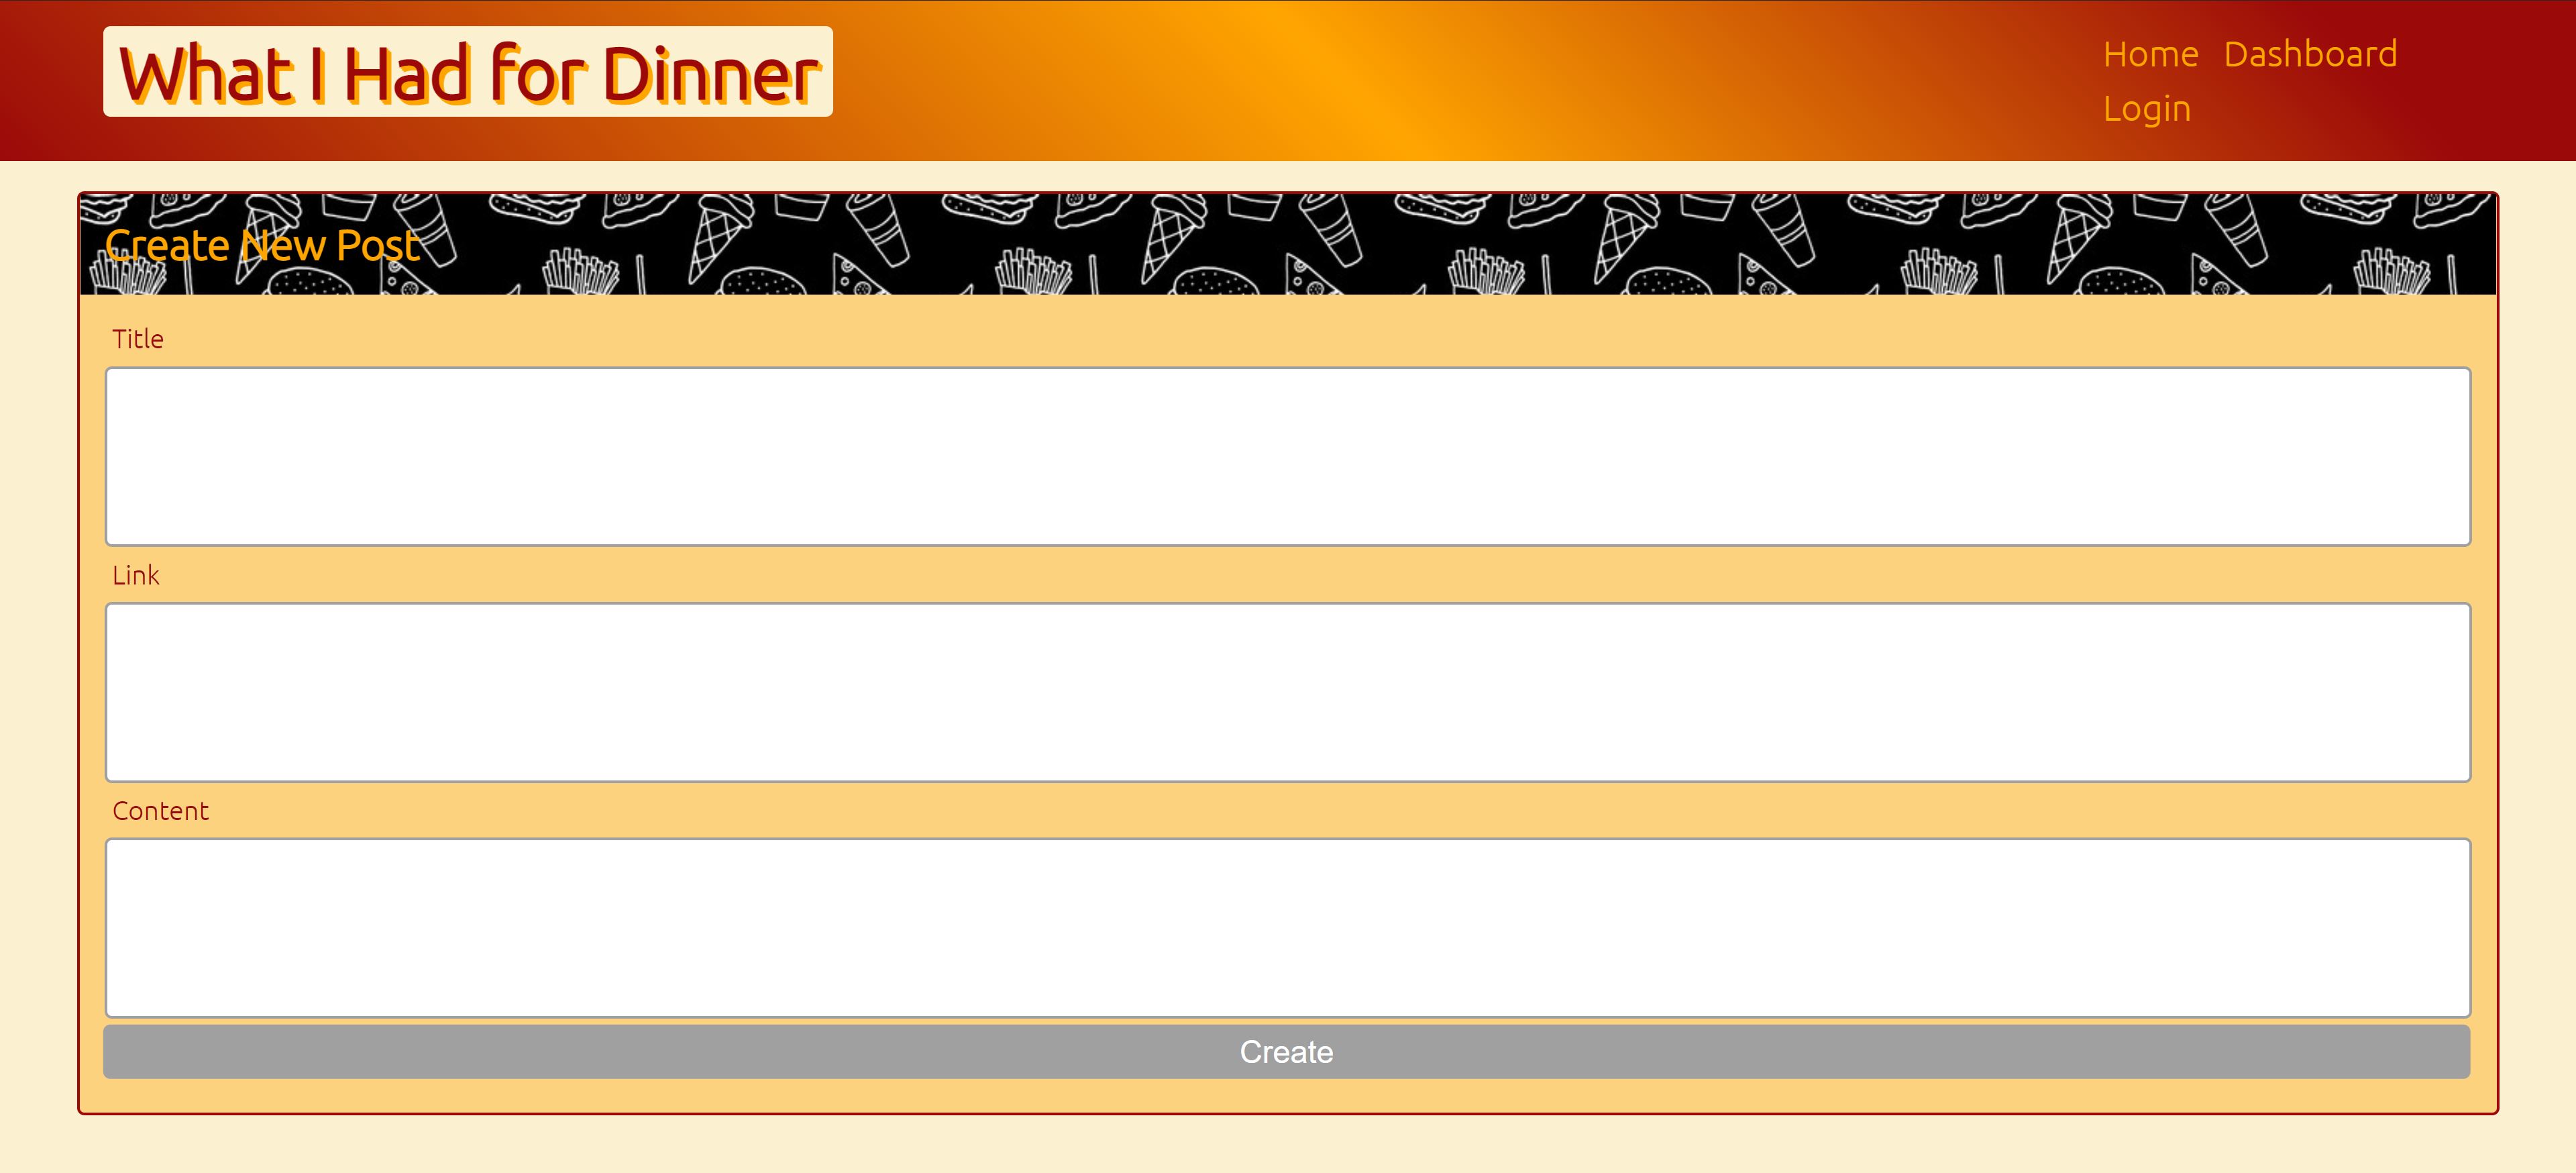 What I Had for Dinner
Home Dashboard
Login
Create New Post
Title
Link
Content
Create